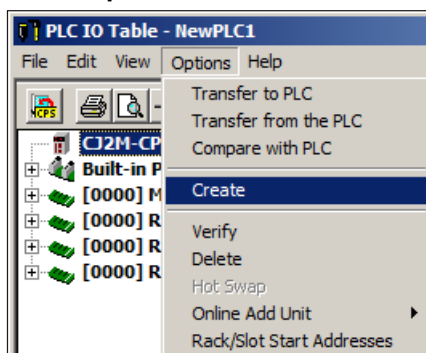 PLC IO Table - NewPLC1
File Edit View Options Help
NCPS
Transfer to PLC
Transfer from the PLC
Compare with PLC
Create
Verify
Delete
Hot Swap
Online Add Unit
Rack/Slot Start Addresses
CJ2M-CP
Built-in P
[0000] M
[0000] R
[0000] R
[0000] R